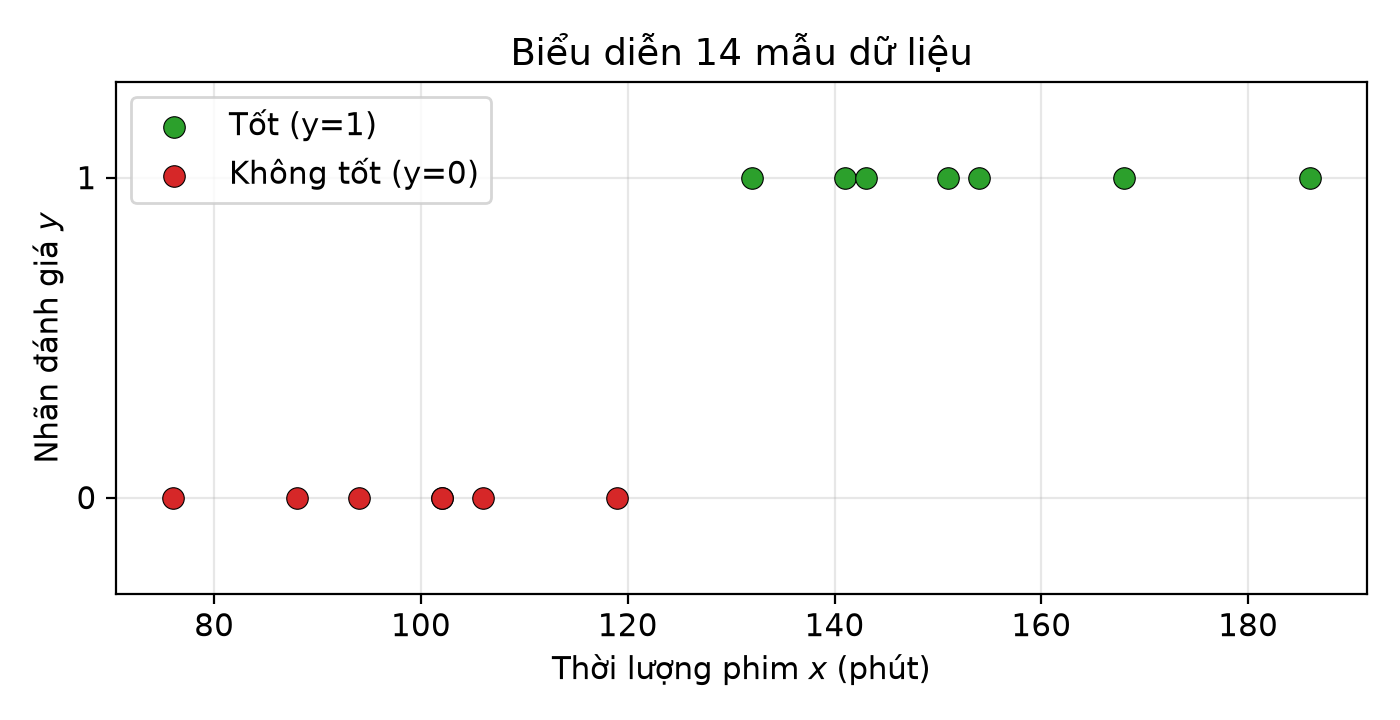 Biểu diễn 14 mẫu dữ liệu
Tốt (y=1)
Không tốt (y=0)
Nhãn đánh giá y
1
0
80 100 120 140 160 180
Thời lượng phim x (phút)